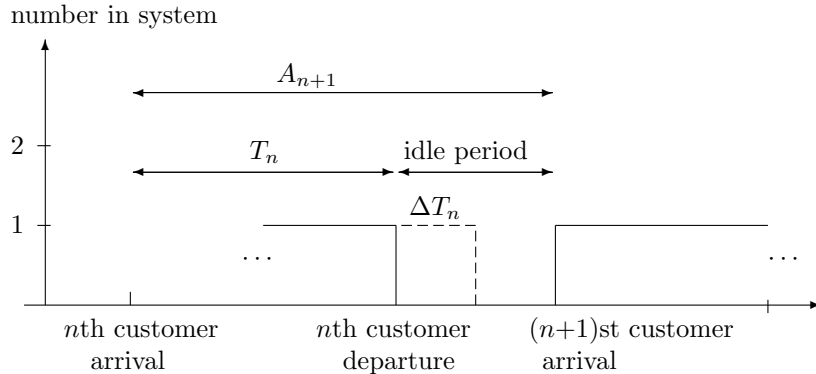 number in system
A_{n+1}
2
T_n
idle period
1
ΔT_n
...
...
nth customer arrival
nth customer departure
(n+1)st customer arrival